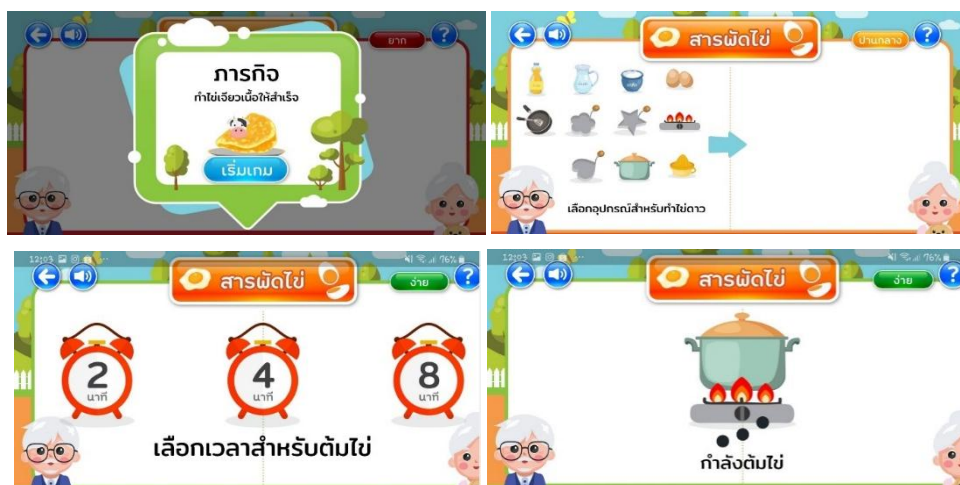 ยาก
?
ภารกิจ
ทำไข่เจียวเนื้อให้สำเร็จ
เริ่มเกม
สารพัดไข่
ปานกลาง
?
เลือกอุปกรณ์สำหรับทำไข่ดาว
12:03
76%
สารพัดไข่
ง่าย
?
2
นาที
4
นาที
8
นาที
เลือกเวลาสำหรับต้มไข่
12:03
76%
สารพัดไข่
ง่าย
?
กำลังต้มไข่